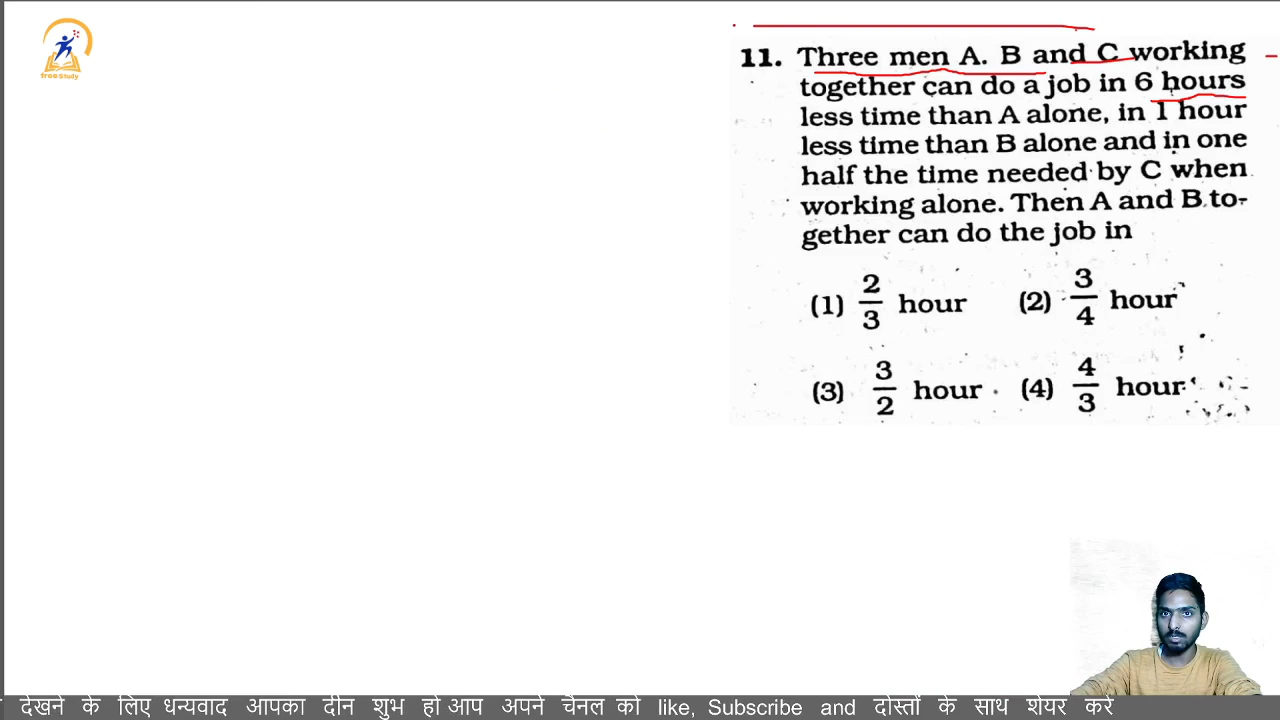 free study
11. Three men A. B and C working
together can do a job in 6 hours
less time than A alone, in 1 hour
less time than B alone and in one
half the time needed by C when
working alone. Then A and B to-
gether can do the job in
(1) 2/3 hour (2) 3/4 hour
(3) 3/2 hour (4) 4/3 hour
देखने के लिए धन्यवाद आपका दीन शुभ हो आप अपने चैनल को like, Subscribe and दोस्तों के साथ शेयर करें